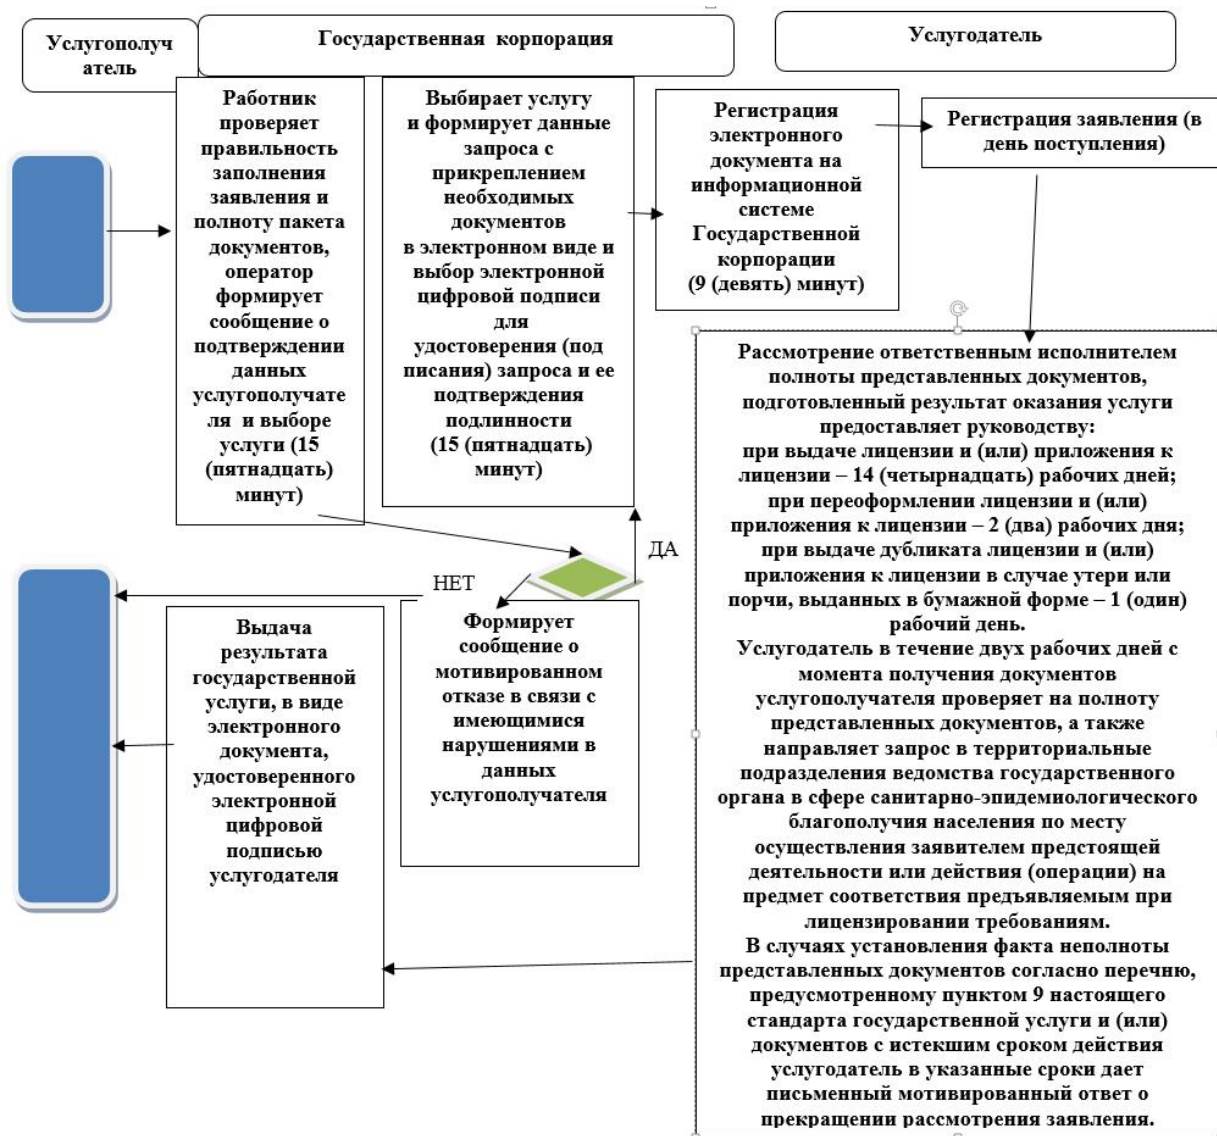 Услугополуч
атель
Государственная корпорация
Услугодатель
Работник
проверяет
правильность
заполнения
заявления и
полноту пакета
документов,
оператор
формирует
сообщение о
подтверждении
данных
услугополучате
ля и выборе
услуги (15
(пятнадцать)
минут)
Выбирает услугу
и формирует данные
запроса с
прикреплением
необходимых
документов
в электронном виде и
выбор электронной
цифровой подписи
для
удостоверения (под
писания) запроса и ее
подтверждения
подлинности
(15 (пятнадцать)
минут)
Регистрация
электронного
документа на
информационной
системе
Государственной
корпорации
(9 (девять) минут)
Регистрация заявления (в
день поступления)
Рассмотрение ответственным исполнителем
полноты представленных документов,
подготовленный результат оказания услуги
предоставляет руководству:
при выдаче лицензии и (или) приложения к
лицензии – 14 (четырнадцать) рабочих дней;
при переоформлении лицензии и (или)
приложения к лицензии – 2 (два) рабочих дня;
при выдаче дубликата лицензии и (или)
приложения к лицензии в случае утери или
порчи, выданных в бумажной форме – 1 (один)
рабочий день.
Услугодатель в течение двух рабочих дней с
момента получения документов
услугополучателя проверяет на полноту
представленных документов, а также
направляет запрос в территориальные
подразделения ведомства государственного
органа в сфере санитарно-эпидемиологического
благополучия населения по месту
осуществления заявителем предстоящей
деятельности или действия (операции) на
предмет соответствия предъявляемым при
лицензировании требованиям.
В случаях установления факта неполноты
представленных документов согласно перечню,
предусмотренному пунктом 9 настоящего
стандарта государственной услуги и (или)
документов с истекшим сроком действия
услугодатель в указанные сроки дает
письменный мотивированный ответ о
прекращении рассмотрения заявления.
ДА
НЕТ
Формирует
сообщение о
мотивированном
отказе в связи с
имеющимися
нарушениями в
данных
услугополучателя
Выдача
результата
государственной
услуги, в виде
электронного
документа,
удостоверенного
электронной
цифровой
подписью
услугодателя